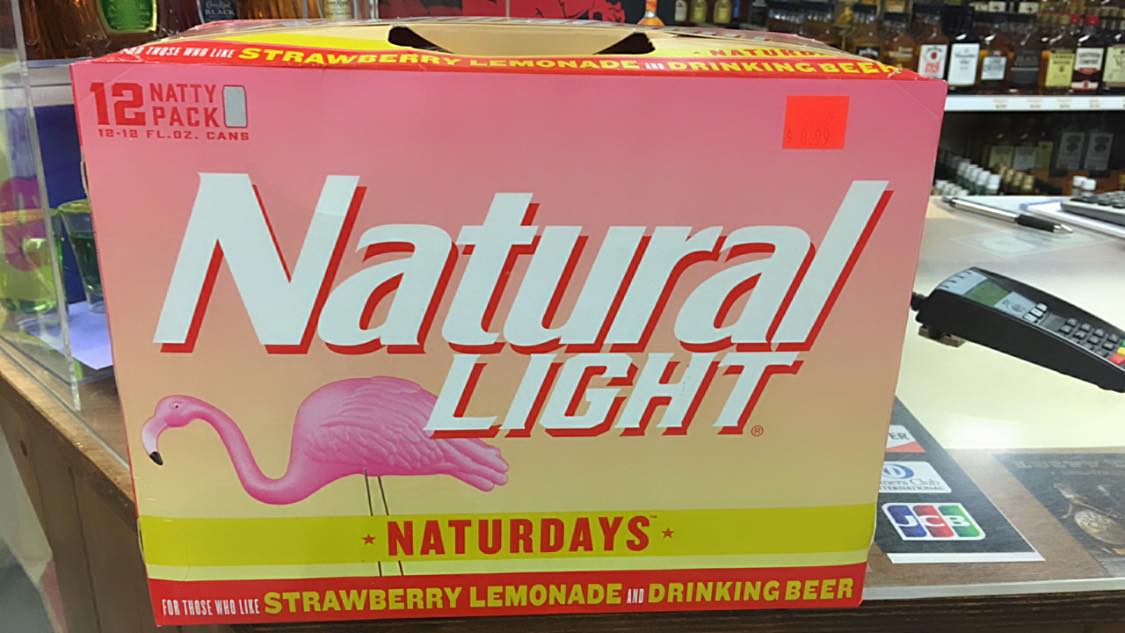 FOR THOSE WHO LIKE STRAWBERRY LEMONADE AND DRINKING BEER
12 NATTY PACK
12-12 FL.OZ. CANS
Natural
LIGHT®
★ NATURDAYS™ ★
FOR THOSE WHO LIKE STRAWBERRY LEMONADE AND DRINKING BEER
JCB